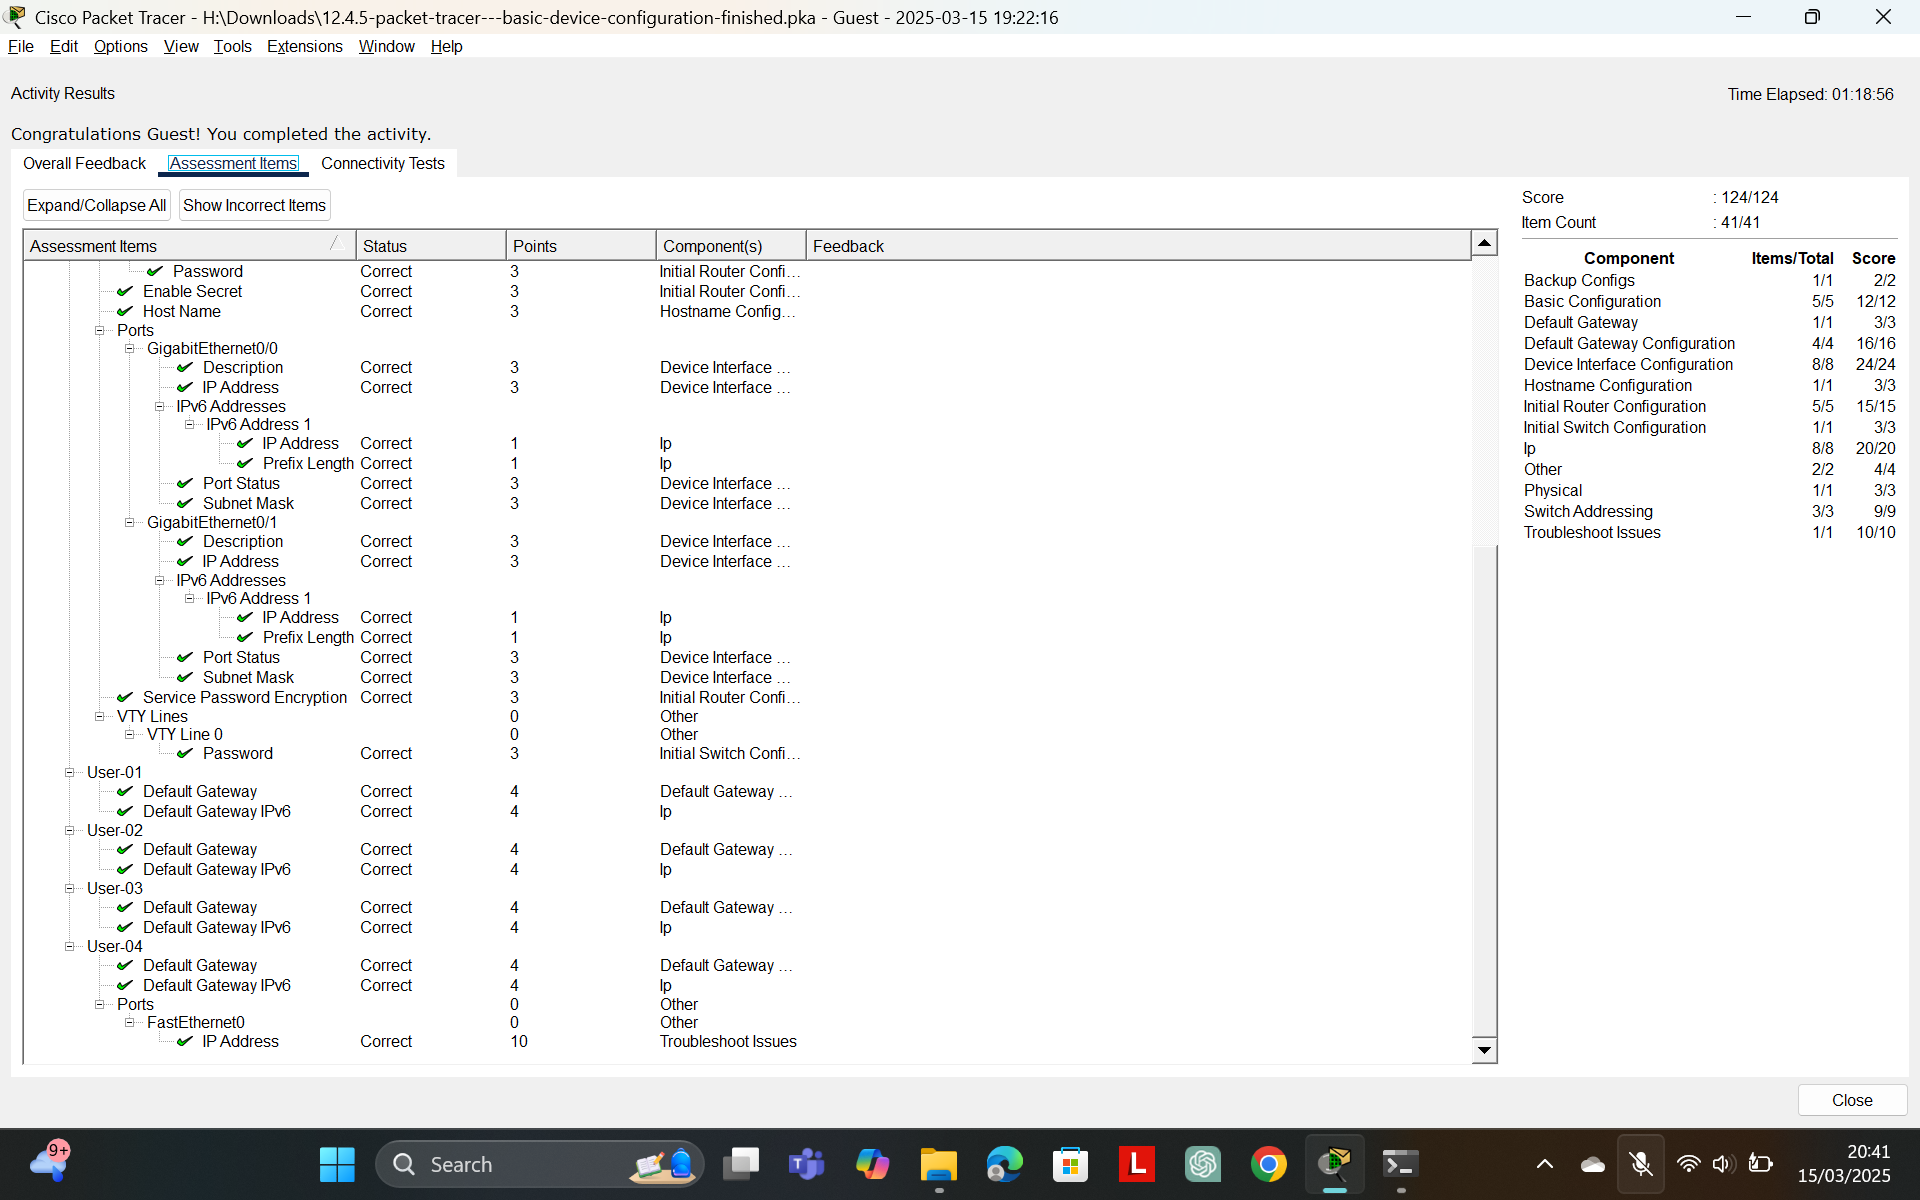 Cisco Packet Tracer - H:\Downloads\12.4.5-packet-tracer---basic-device-configuration-finished.pka - Guest - 2025-03-15 19:22:16
File Edit Options View Tools Extensions Window Help
Activity Results
Time Elapsed: 01:18:56
Congratulations Guest! You completed the activity.
Overall Feedback Assessment Items Connectivity Tests
Expand/Collapse All Show Incorrect Items
Assessment Items Status Points Component(s) Feedback
Password Correct 3 Initial Router Confi...
Enable Secret Correct 3 Initial Router Confi...
Host Name Correct 3 Hostname Config...
Ports
GigabitEthernet0/0
Description Correct 3 Device Interface ...
IP Address Correct 3 Device Interface ...
IPv6 Addresses
IPv6 Address 1
IP Address Correct 1 Ip
Prefix Length Correct 1 Ip
Port Status Correct 3 Device Interface ...
Subnet Mask Correct 3 Device Interface ...
GigabitEthernet0/1
Description Correct 3 Device Interface ...
IP Address Correct 3 Device Interface ...
IPv6 Addresses
IPv6 Address 1
IP Address Correct 1 Ip
Prefix Length Correct 1 Ip
Port Status Correct 3 Device Interface ...
Subnet Mask Correct 3 Device Interface ...
Service Password Encryption Correct 3 Initial Router Confi...
VTY Lines 0 Other
VTY Line 0 0 Other
Password Correct 3 Initial Switch Confi...
User-01
Default Gateway Correct 4 Default Gateway ...
Default Gateway IPv6 Correct 4 Ip
User-02
Default Gateway Correct 4 Default Gateway ...
Default Gateway IPv6 Correct 4 Ip
User-03
Default Gateway Correct 4 Default Gateway ...
Default Gateway IPv6 Correct 4 Ip
User-04
Default Gateway Correct 4 Default Gateway ...
Default Gateway IPv6 Correct 4 Ip
Ports 0 Other
FastEthernet0 0 Other
IP Address Correct 10 Troubleshoot Issues
Score : 124/124
Item Count : 41/41
Component Items/Total Score
Backup Configs 1/1 2/2
Basic Configuration 5/5 12/12
Default Gateway 1/1 3/3
Default Gateway Configuration 4/4 16/16
Device Interface Configuration 8/8 24/24
Hostname Configuration 1/1 3/3
Initial Router Configuration 5/5 15/15
Initial Switch Configuration 1/1 3/3
Ip 8/8 20/20
Other 2/2 4/4
Physical 1/1 3/3
Switch Addressing 3/3 9/9
Troubleshoot Issues 1/1 10/10
Close
9+
Search
L
20:41
15/03/2025